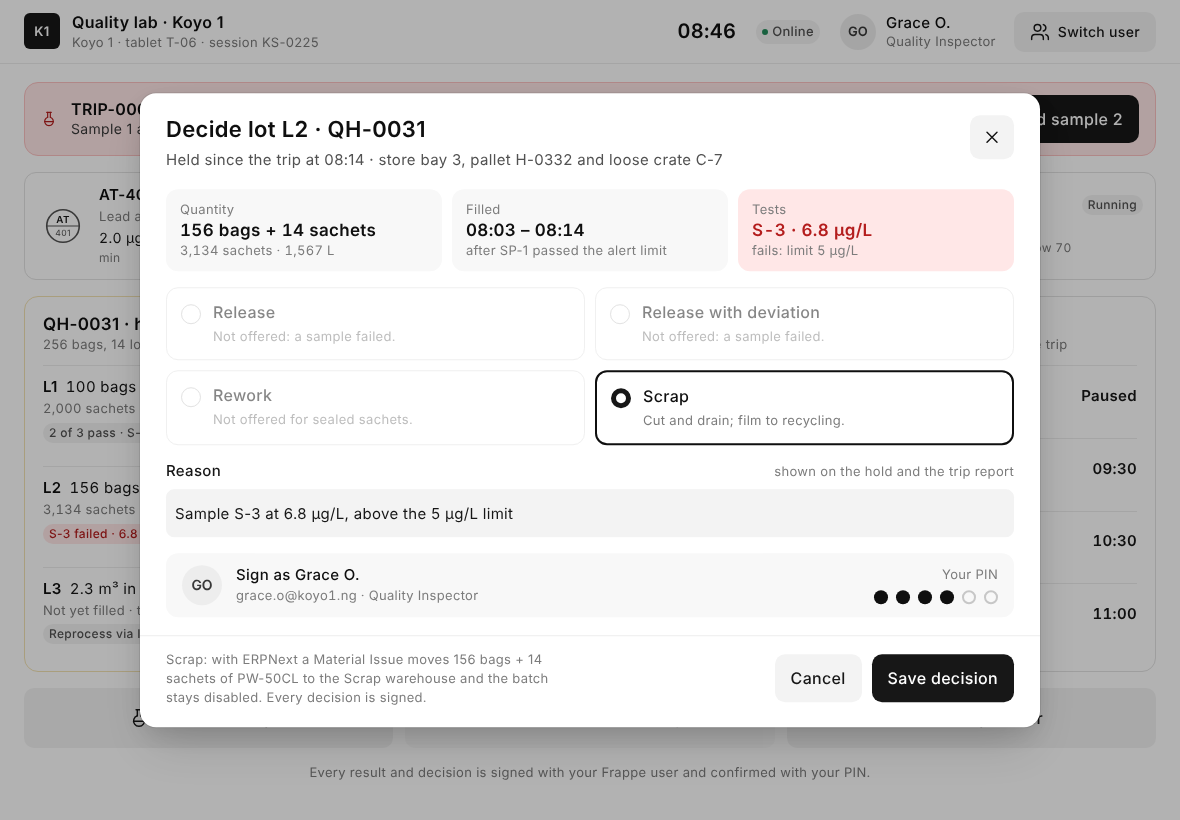 K1
Quality lab · Koyo 1
Koyo 1 · tablet T-06 · session KS-0225
08:46
Online
GO
Grace O.
Quality Inspector
Switch user
Sample 1
sample 2
Decide lot L2 · QH-0031
Held since the trip at 08:14 · store bay 3, pallet H-0332 and loose crate C-7
Quantity
156 bags + 14 sachets
3,134 sachets · 1,567 L
Filled
08:03 – 08:14
after SP-1 passed the alert limit
Tests
S-3 · 6.8 µg/L
fails: limit 5 µg/L
AT
401
2.0
min
Running
70
Release
Not offered: a sample failed.
Release with deviation
Not offered: a sample failed.
Rework
Not offered for sealed sachets.
Scrap
Cut and drain; film to recycling.
QH-0031 ·
256 bags, 14
trip
L1 100 bags
2,000 sachets
2 of 3 pass ·
Paused
L2 156 bags
3,134 sachets
S-3 failed · 6.8
09:30
10:30
L3 2.3 m³ in
Not yet filled ·
Reprocess via
11:00
Reason
shown on the hold and the trip report
Sample S-3 at 6.8 µg/L, above the 5 µg/L limit
GO
Sign as Grace O.
grace.o@koyo1.ng · Quality Inspector
Your PIN
Scrap: with ERPNext a Material Issue moves 156 bags + 14
sachets of PW-50CL to the Scrap warehouse and the batch
stays disabled. Every decision is signed.
Cancel
Save decision
Every result and decision is signed with your Frappe user and confirmed with your PIN.